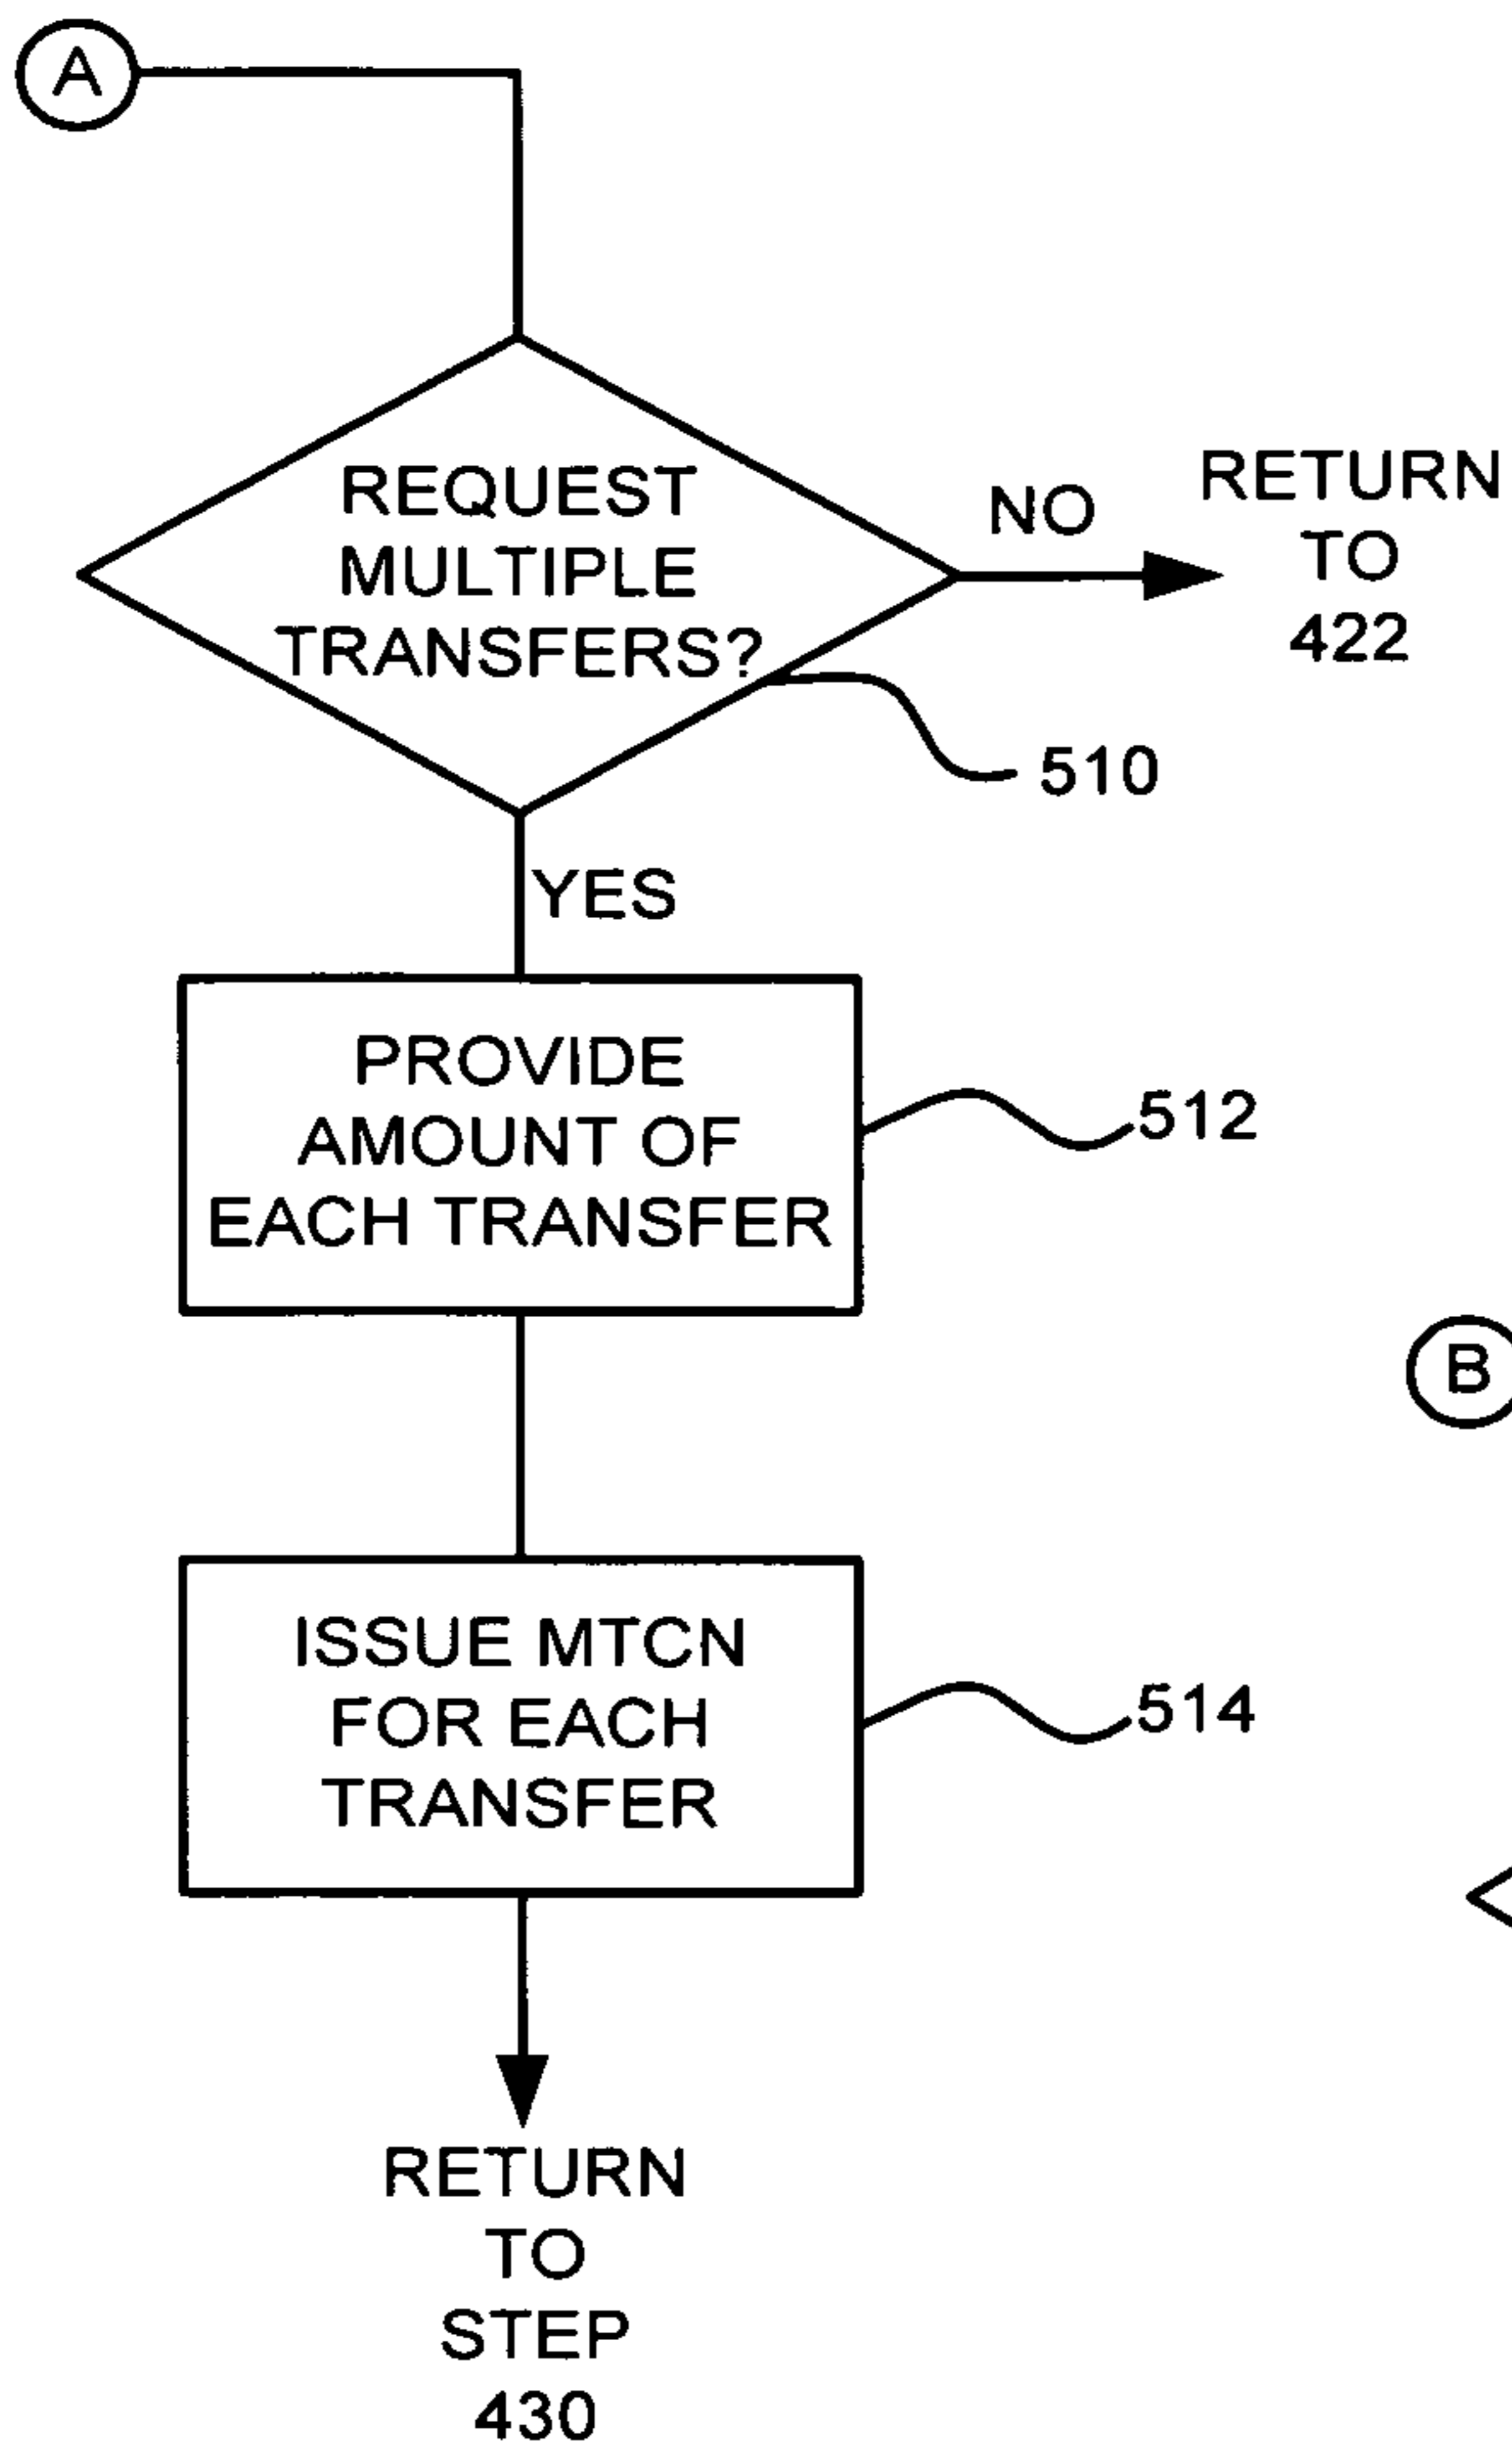 A
REQUEST
MULTIPLE
TRANSFERS?
NO
RETURN
TO
422
510
YES
PROVIDE
AMOUNT OF
EACH TRANSFER
512
B
ISSUE MTCN
FOR EACH
TRANSFER
514
RETURN
TO
STEP
430